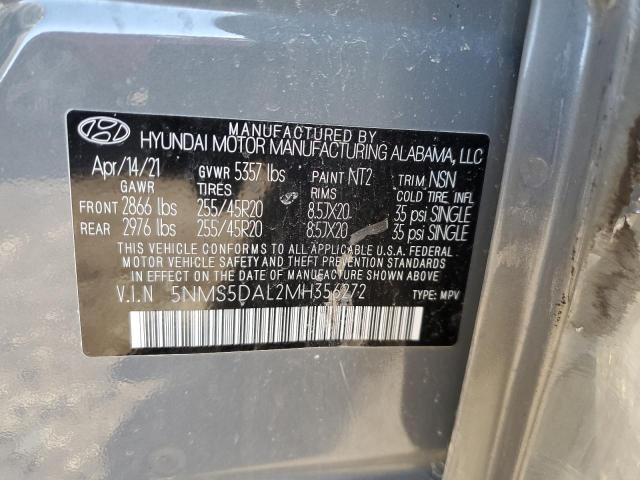 MANUFACTURED BY
HYUNDAI MOTOR MANUFACTURING ALABAMA, LLC
Apr/14/21 GVWR 5357 lbs PAINT NT2 TRIM NSN
GAWR TIRES RIMS COLD TIRE INFL
FRONT 2866 lbs 255/45R20 8.5JX20 35 psi SINGLE
REAR 2976 lbs 255/45R20 8.5JX20 35 psi SINGLE
THIS VEHICLE CONFORMS TO ALL APPLICABLE U.S.A. FEDERAL
MOTOR VEHICLE SAFETY, BUMPER, AND THEFT PREVENTION STANDARDS
IN EFFECT ON THE DATE OF MANUFACTURE SHOWN ABOVE.
V.I.N 5NMS5DAL2MH356272 TYPE: MPV